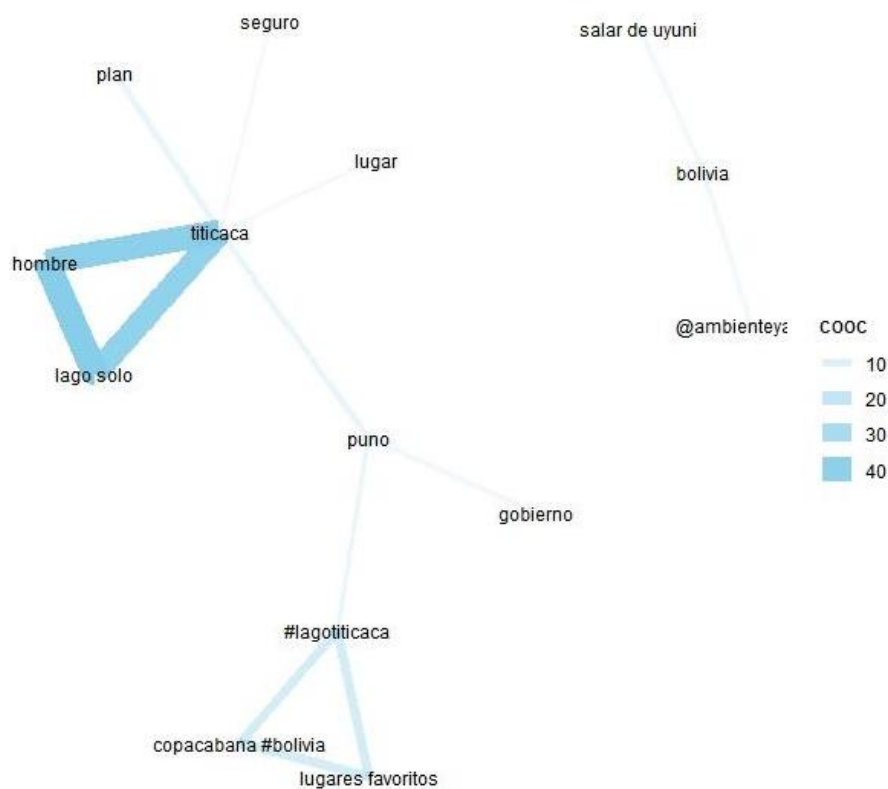 seguro
salar de uyuni
plan
lugar
bolivia
titicaca
hombre
@ambienteya
cooc
10
lago solo
20
30
puno
40
gobierno
#lagotiticaca
copacabana #bolivia
lugares favoritos